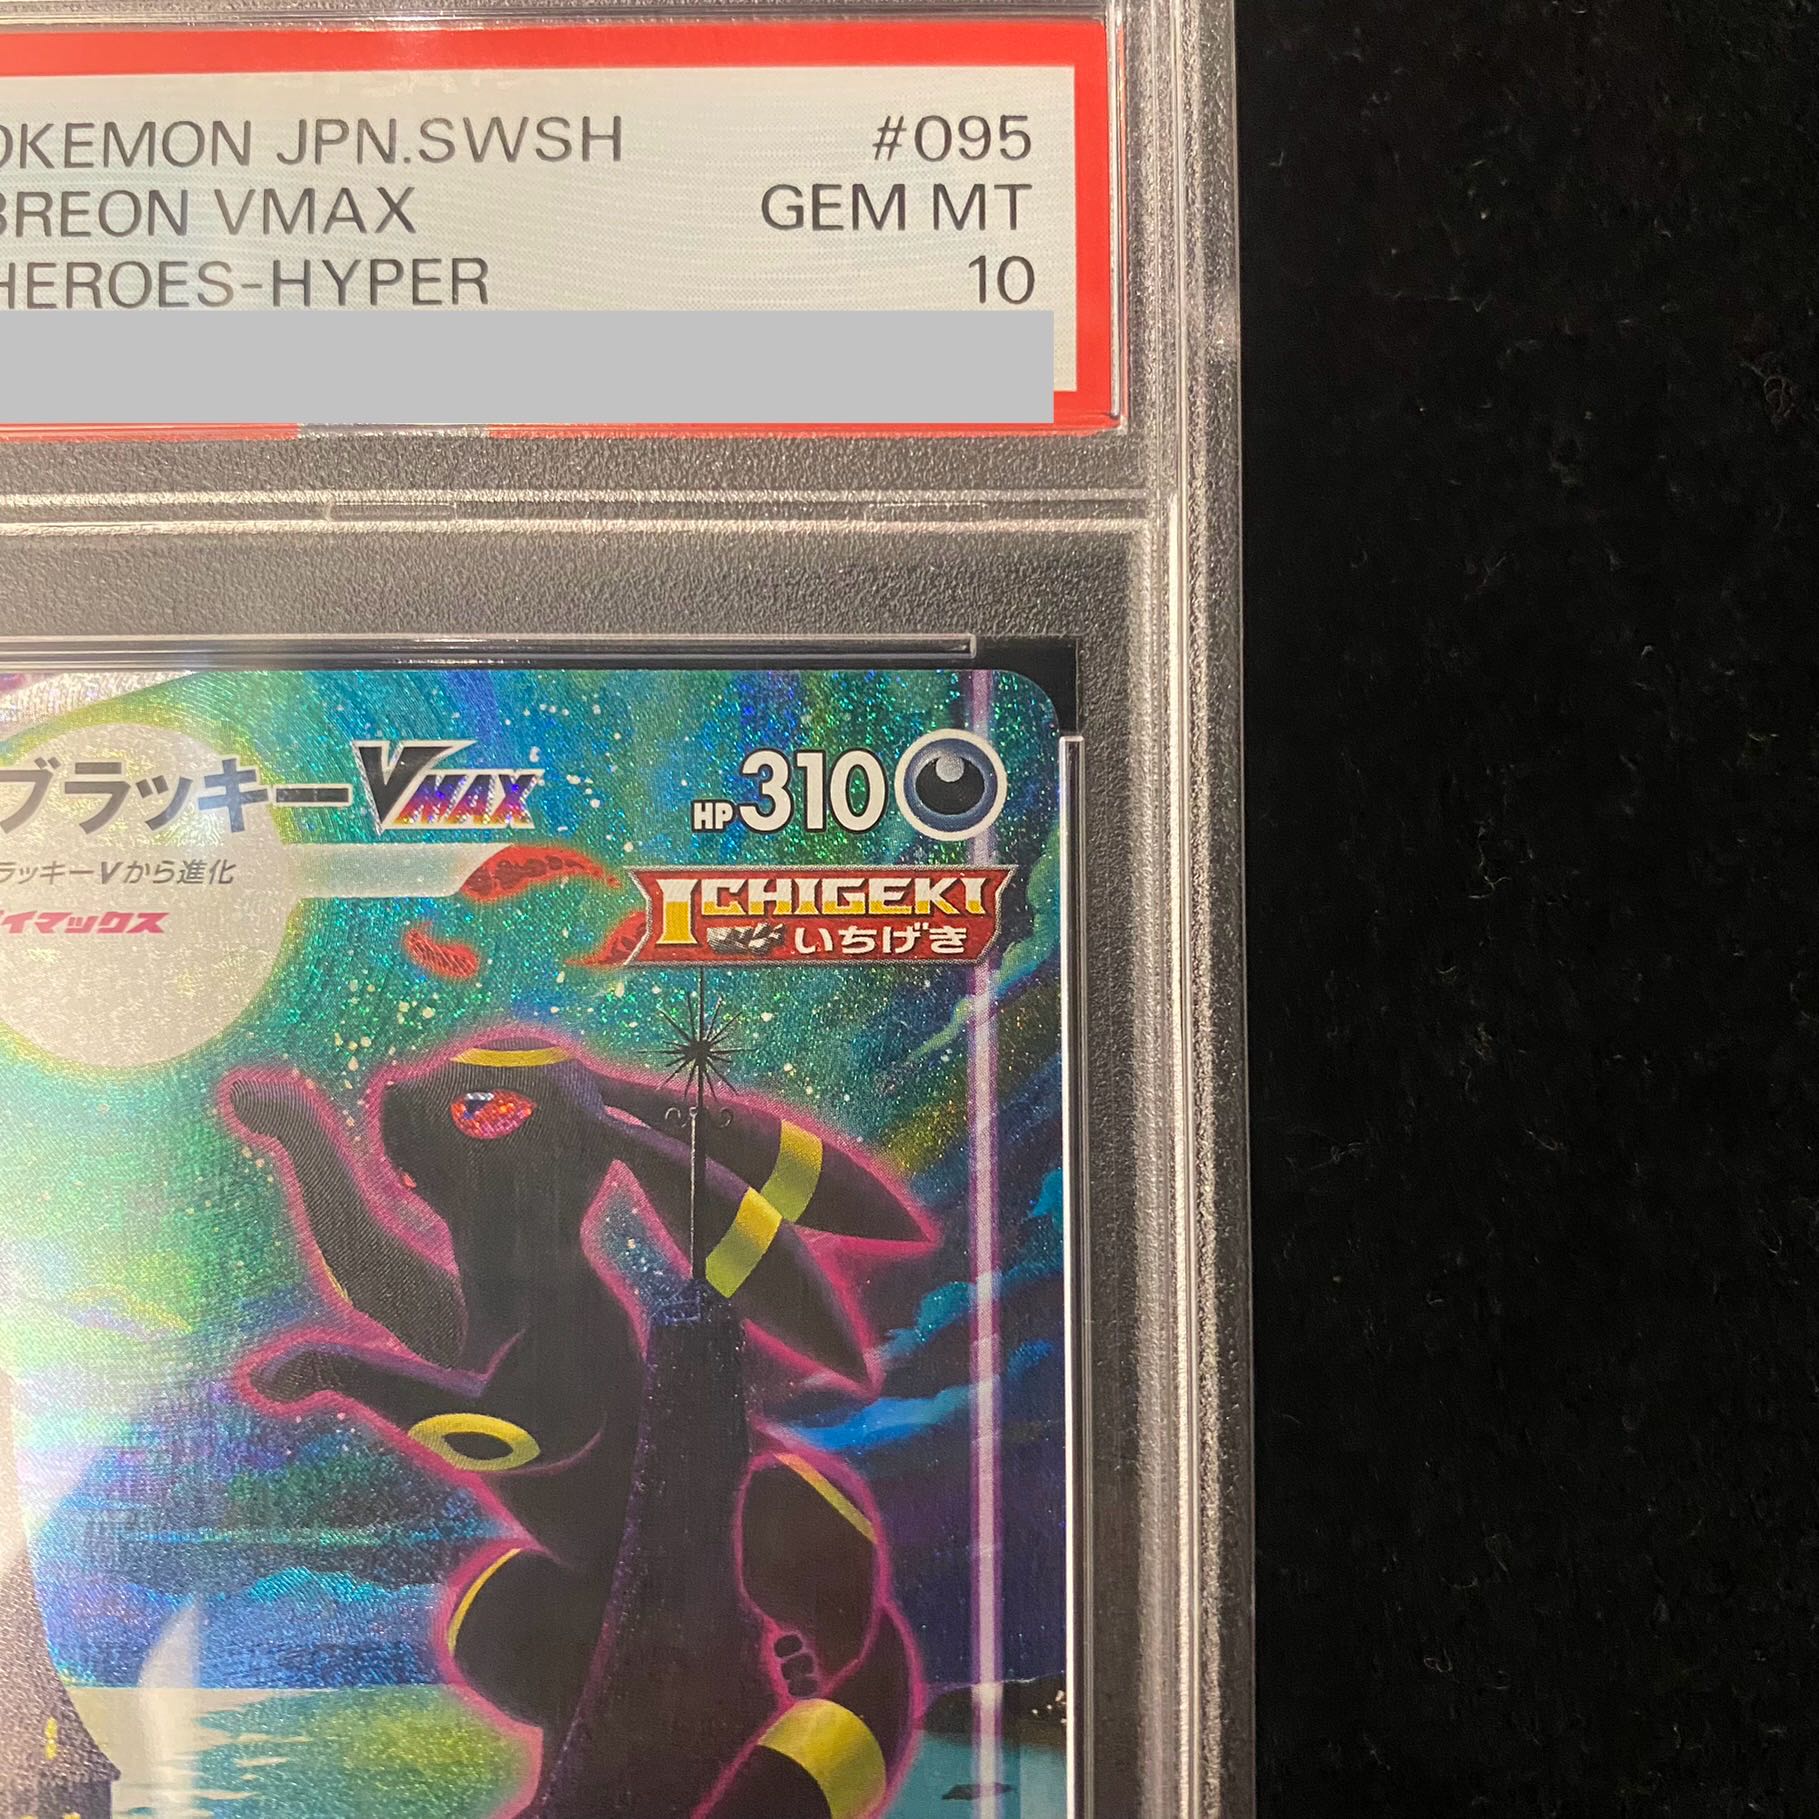 OKEMON JPN.SWSH #095
BREON VMAX GEM MT
HEROES-HYPER 10
ブラッキーVMAX HP310
ラッキーVから進化
イマックス
ICHIGEKI
いちげき